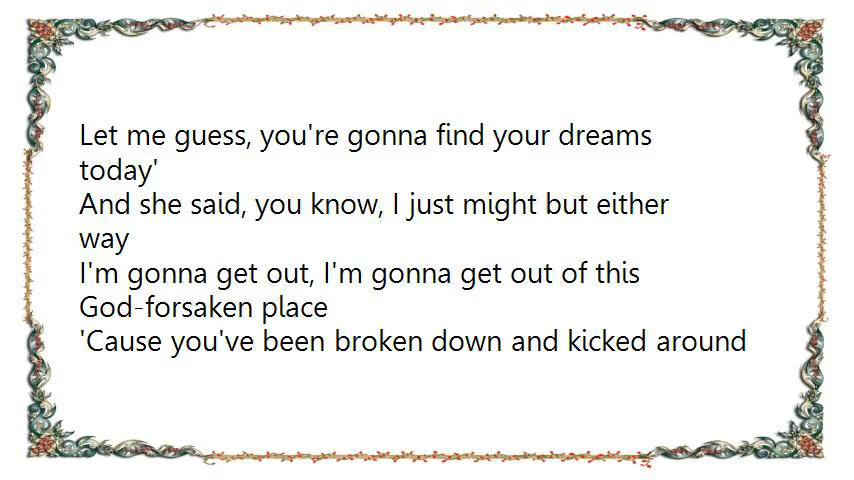 Let me guess, you're gonna find your dreams
today'
And she said, you know, I just might but either
way
I'm gonna get out, I'm gonna get out of this
God-forsaken place
'Cause you've been broken down and kicked around